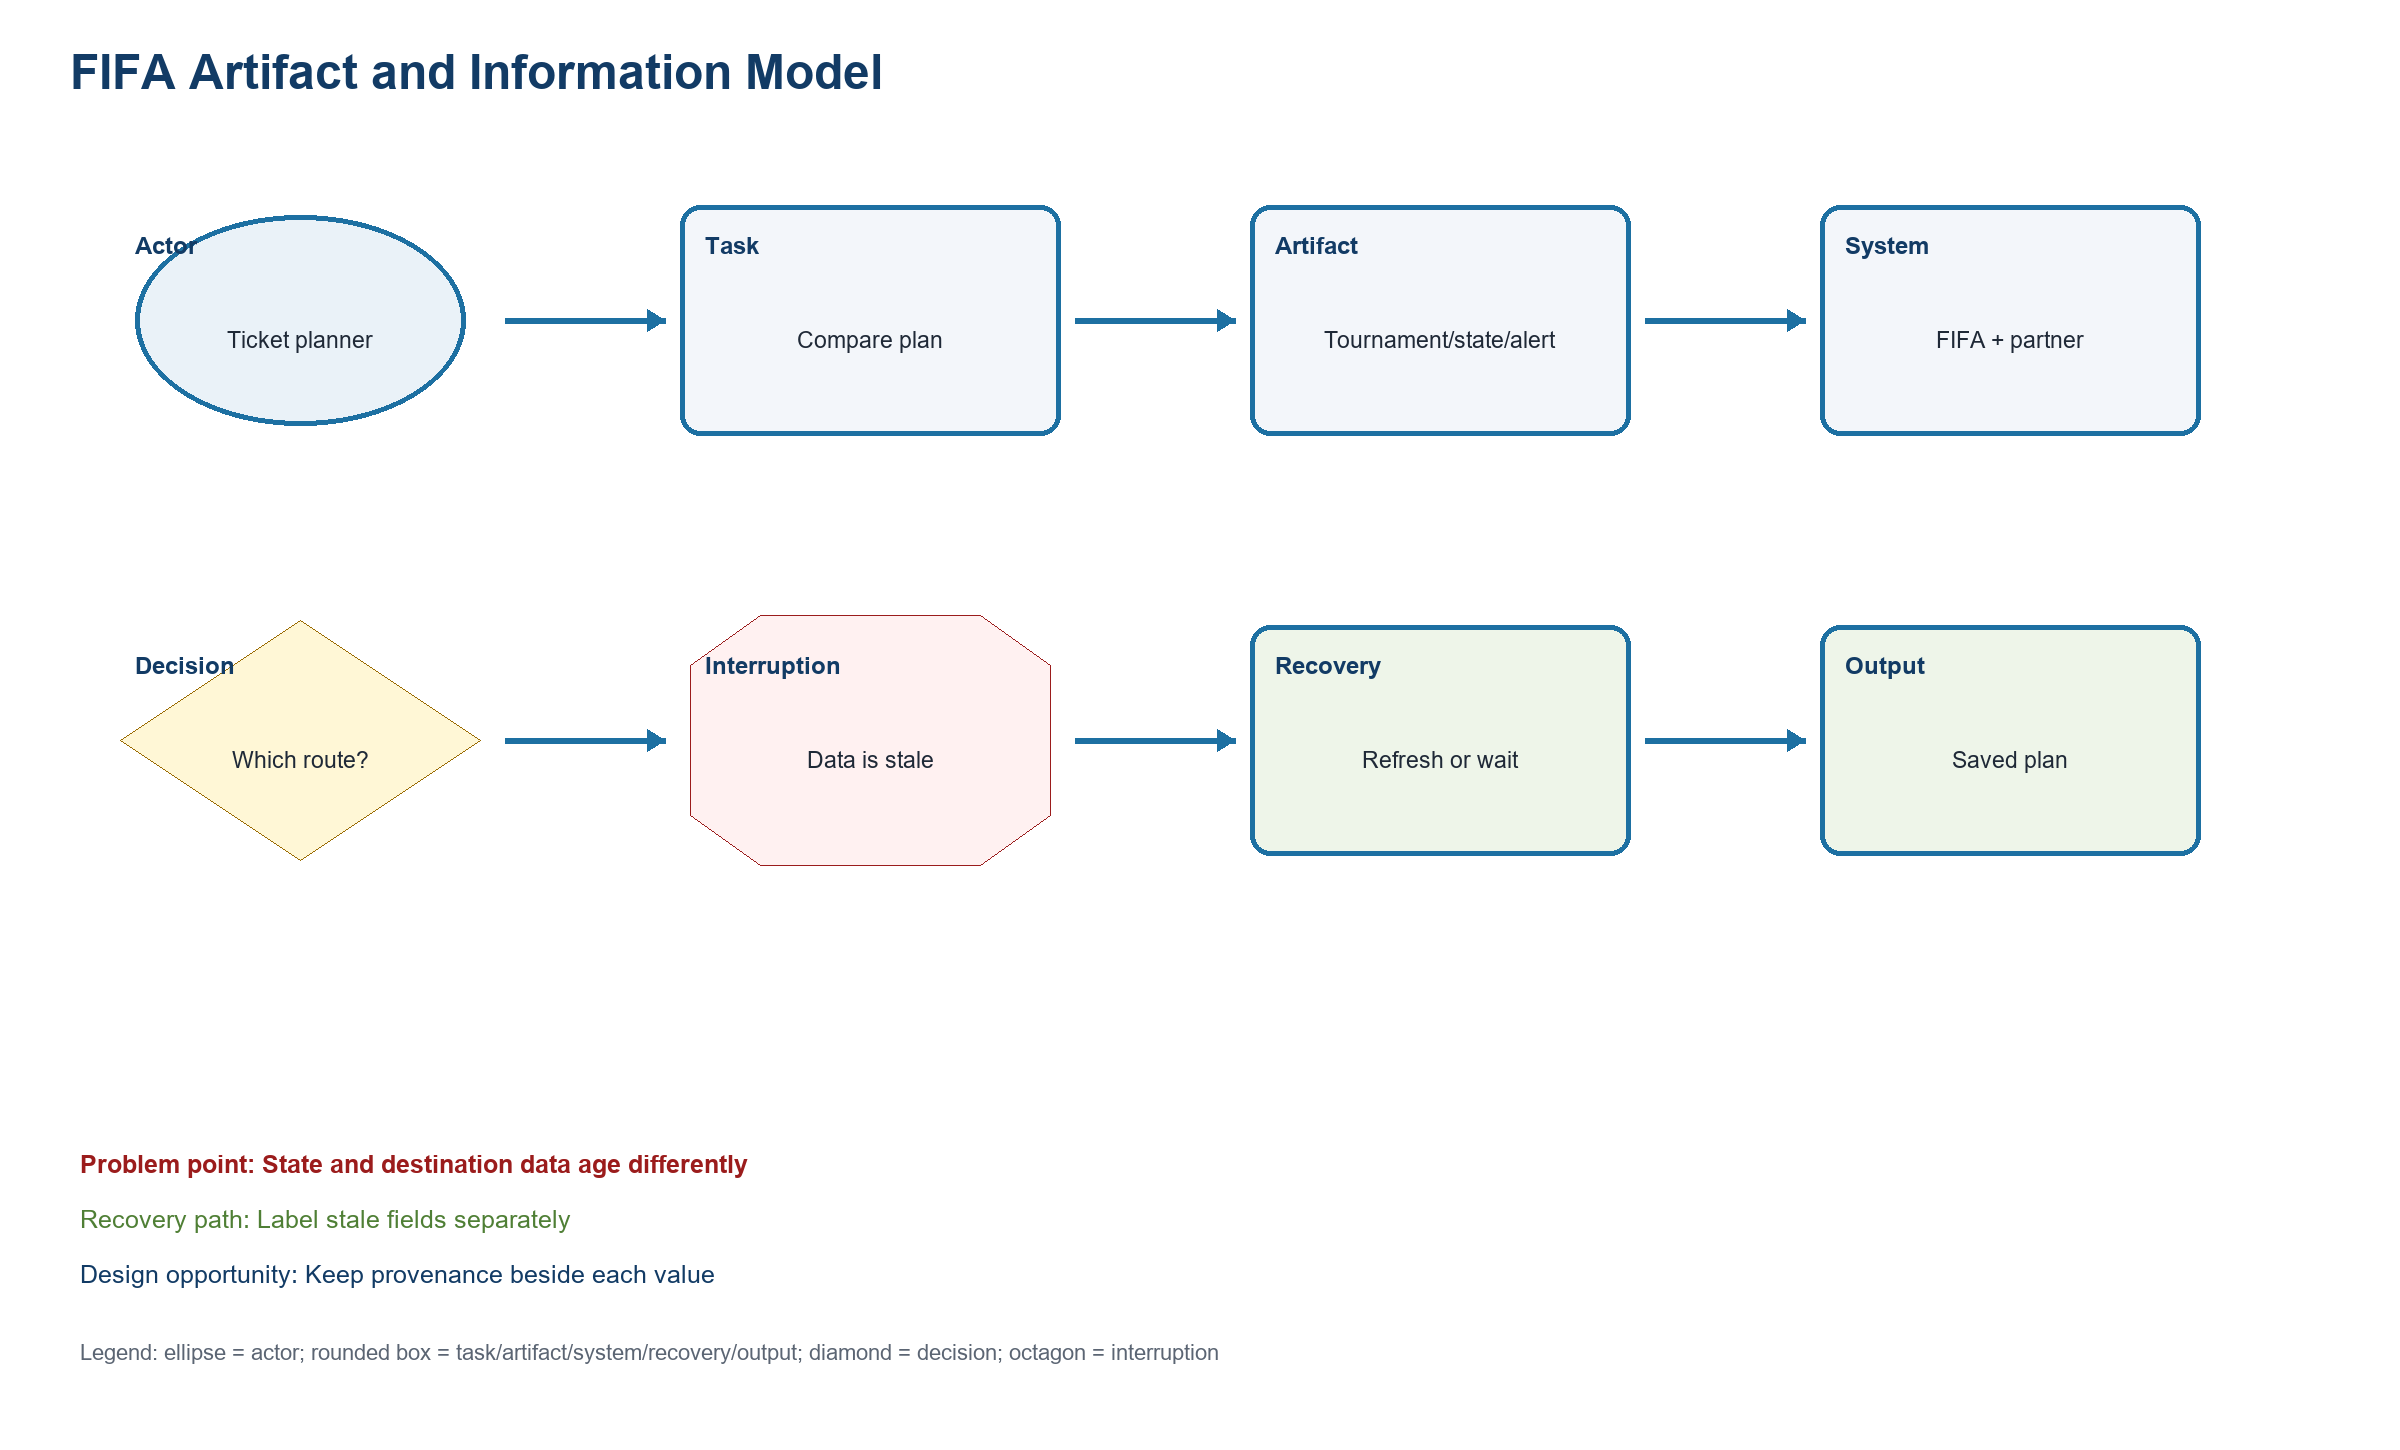 FIFA Artifact and Information Model
Actor
Ticket planner
Task
Compare plan
Artifact
Tournament/state/alert
System
FIFA + partner
Decision
Which route?
Interruption
Data is stale
Recovery
Refresh or wait
Output
Saved plan
Problem point: State and destination data age differently
Recovery path: Label stale fields separately
Design opportunity: Keep provenance beside each value
Legend: ellipse = actor; rounded box = task/artifact/system/recovery/output; diamond = decision; octagon = interruption